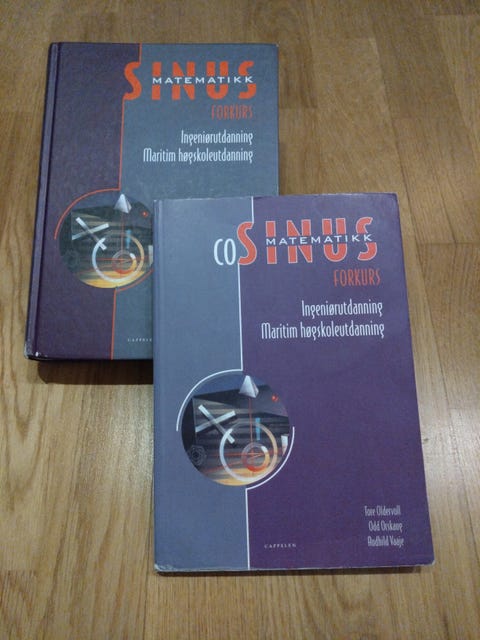 SINUS
MATEMATIKK
FORKURS
Ingeniørutdanning
Maritim høgskoleutdanning
CAPPELEN
coSINUS
MATEMATIKK
FORKURS
Ingeniørutdanning
Maritim høgskoleutdanning
Tore Oldervoll
Odd Orskaug
Audhild Vaaje
CAPPELEN